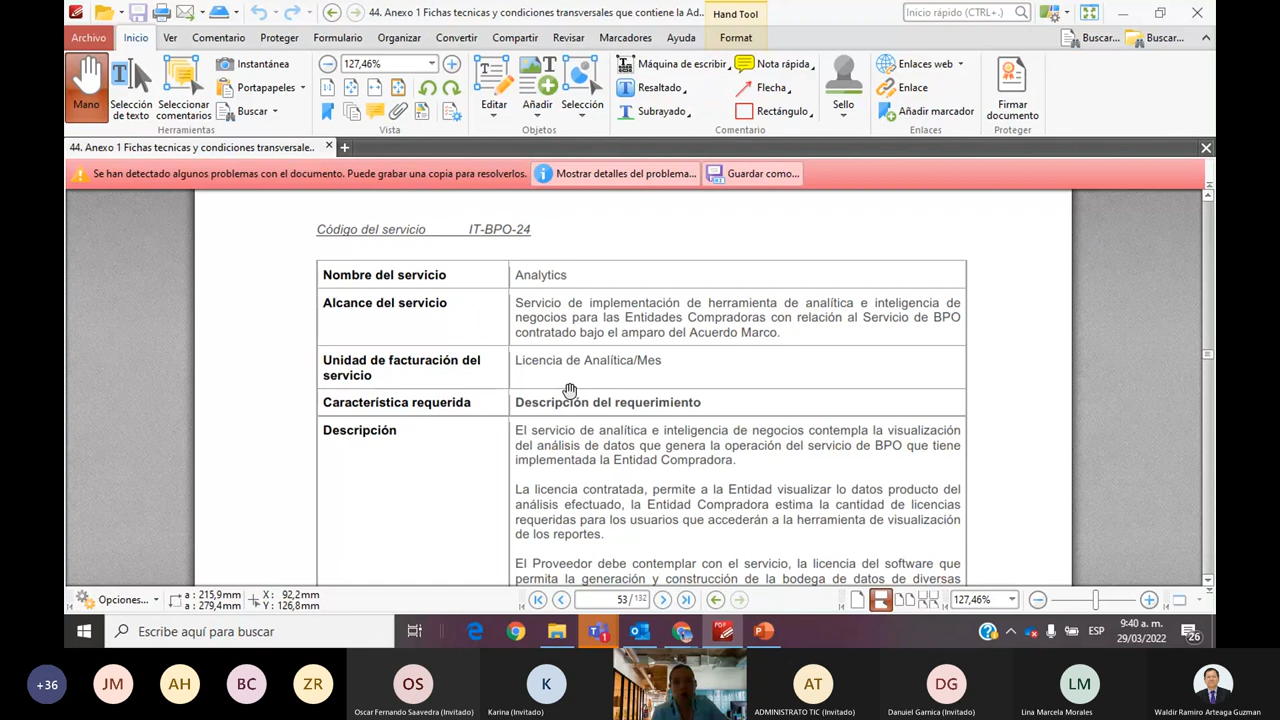 44. Anexo 1 Fichas tecnicas y condiciones transversales que contiene la Ad...
Hand Tool
Inicio rápido (CTRL+.)
Archivo Inicio Ver Comentario Proteger Formulario Organizar Convertir Compartir Revisar Marcadores Ayuda Format Buscar... Buscar...
Mano
Selección de texto
Seleccionar comentarios
Instantánea
Portapapeles
Buscar
Herramientas
127,46%
Vista
Editar
Añadir
Selección
Objetos
Máquina de escribir
Resaltado
Subrayado
Nota rápida
Flecha
Rectángulo
Sello
Comentario
Enlaces web
Enlace
Añadir marcador
Enlaces
Firmar documento
Proteger
44. Anexo 1 Fichas tecnicas y condiciones transversale..
Se han detectado algunos problemas con el documento. Puede grabar una copia para resolverlos. Mostrar detalles del problema... Guardar como...
Código del servicio IT-BPO-24
Nombre del servicio Analytics
Alcance del servicio Servicio de implementación de herramienta de analítica e inteligencia de
negocios para las Entidades Compradoras con relación al Servicio de BPO
contratado bajo el amparo del Acuerdo Marco.
Unidad de facturación del Licencia de Analítica/Mes
servicio
Característica requerida Descripción del requerimiento
Descripción El servicio de analítica e inteligencia de negocios contempla la visualización
del análisis de datos que genera la operación del servicio de BPO que tiene
implementada la Entidad Compradora.
La licencia contratada, permite a la Entidad visualizar lo datos producto del
análisis efectuado, la Entidad Compradora estima la cantidad de licencias
requeridas para los usuarios que accederán a la herramienta de visualización
de los reportes.
El Proveedor debe contemplar con el servicio, la licencia del software que
permita la generación y construcción de la bodega de datos de diversas
Opciones... a : 215,9mm X: 92,2mm 53 / 132 127,46%
a : 279,4mm Y: 126,8mm
Escribe aquí para buscar
1
ESP
9:40 a. m.
29/03/2022
26
+36 JM AH BC ZR OS K AT DG LM
Oscar Fernando Saavedra (Invitado) Karina (Invitado) ADMINISTRATO TIC (Invitado) Danuiel Garnica (Invitado) Lina Marcela Morales Waldir Ramiro Arteaga Guzman